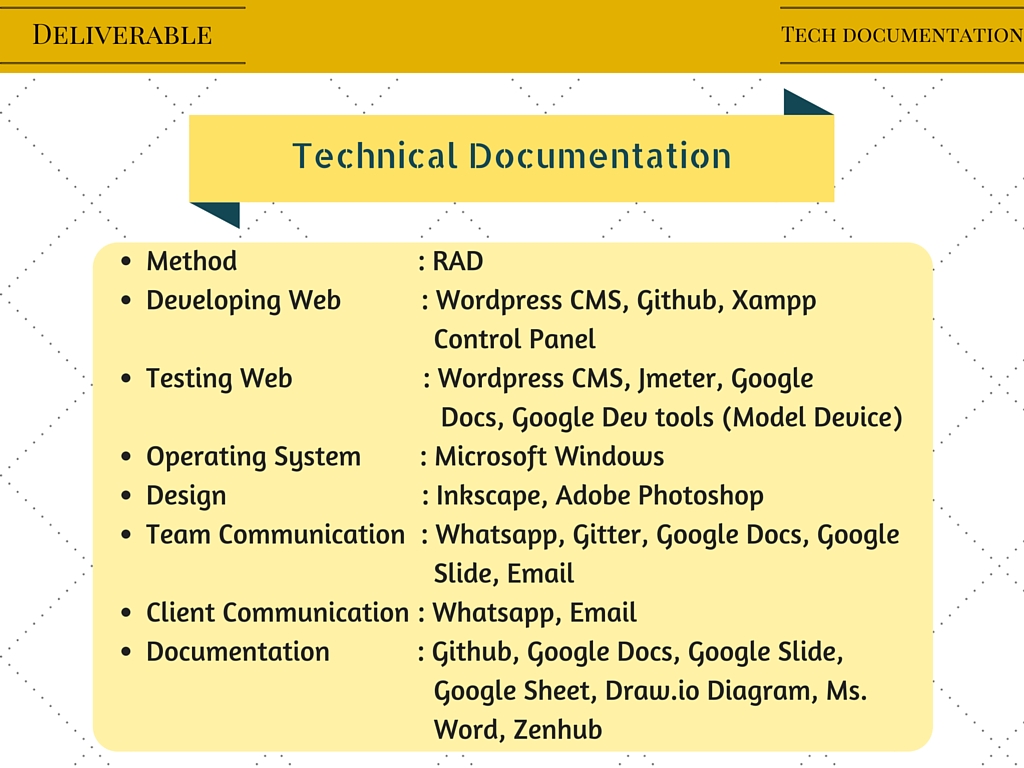 Deliverable
Tech documentation
Technical Documentation
• Method : RAD
• Developing Web : Wordpress CMS, Github, Xampp
Control Panel
• Testing Web : Wordpress CMS, Jmeter, Google
Docs, Google Dev tools (Model Device)
• Operating System : Microsoft Windows
• Design : Inkscape, Adobe Photoshop
• Team Communication : Whatsapp, Gitter, Google Docs, Google
Slide, Email
• Client Communication : Whatsapp, Email
• Documentation : Github, Google Docs, Google Slide,
Google Sheet, Draw.io Diagram, Ms.
Word, Zenhub